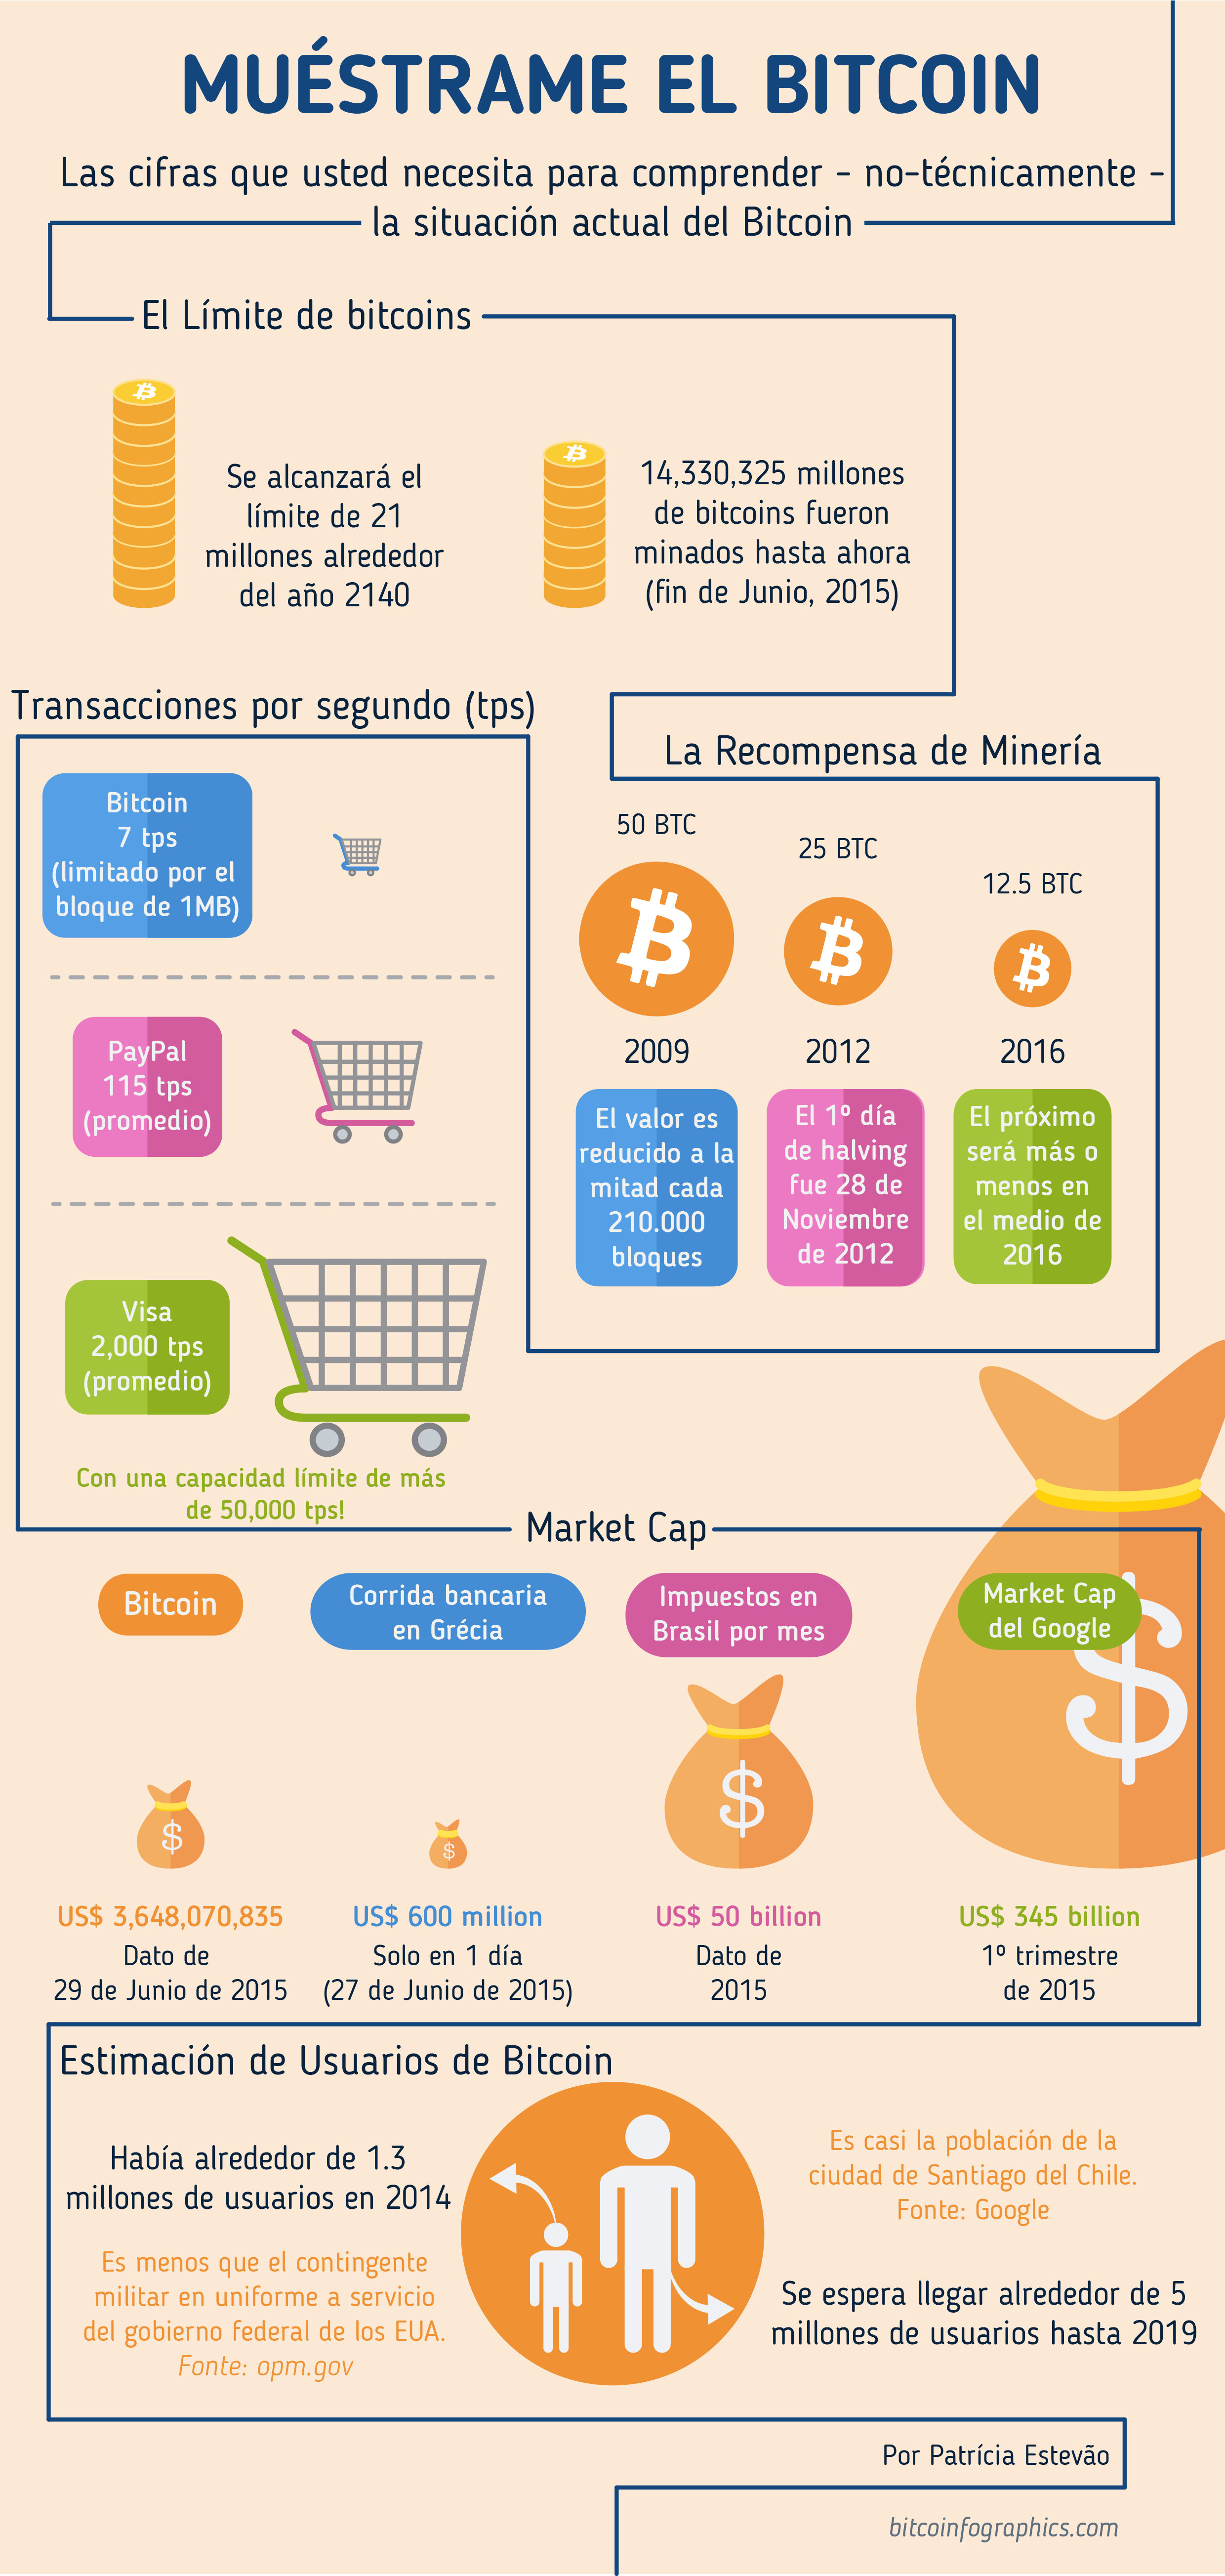 MUÉSTRAME EL BITCOIN
Las cifras que usted necesita para comprender - no-técnicamente -
la situación actual del Bitcoin
El Límite de bitcoins
Se alcanzará el
límite de 21
millones alrededor
del año 2140
14,330,325 millones
de bitcoins fueron
minados hasta ahora
(fin de Junio, 2015)
Transacciones por segundo (tps)
Bitcoin
7 tps
(limitado por el
bloque de 1MB)
PayPal
115 tps
(promedio)
Visa
2,000 tps
(promedio)
Con una capacidad límite de más
de 50,000 tps!
La Recompensa de Minería
50 BTC
2009
El valor es
reducido a la
mitad cada
210.000
bloques
25 BTC
2012
El 1º día
de halving
fue 28 de
Noviembre
de 2012
12.5 BTC
2016
El próximo
será más o
menos en
el medio de
2016
Market Cap
Bitcoin
US$ 3,648,070,835
Dato de
29 de Junio de 2015
Corrida bancaria
en Grécia
$
US$ 600 million
Solo en 1 día
(27 de Junio de 2015)
Impuestos en
Brasil por mes
$
US$ 50 billion
Dato de
2015
Market Cap
del Google
$
US$ 345 billion
1º trimestre
de 2015
Estimación de Usuarios de Bitcoin
Había alrededor de 1.3
millones de usuarios en 2014
Es menos que el contingente
militar en uniforme a servicio
del gobierno federal de los EUA.
Fonte: opm.gov
Es casi la población de la
ciudad de Santiago del Chile.
Fonte: Google
Se espera llegar alrededor de 5
millones de usuarios hasta 2019
Por Patrícia Estevão
bitcoinfographics.com